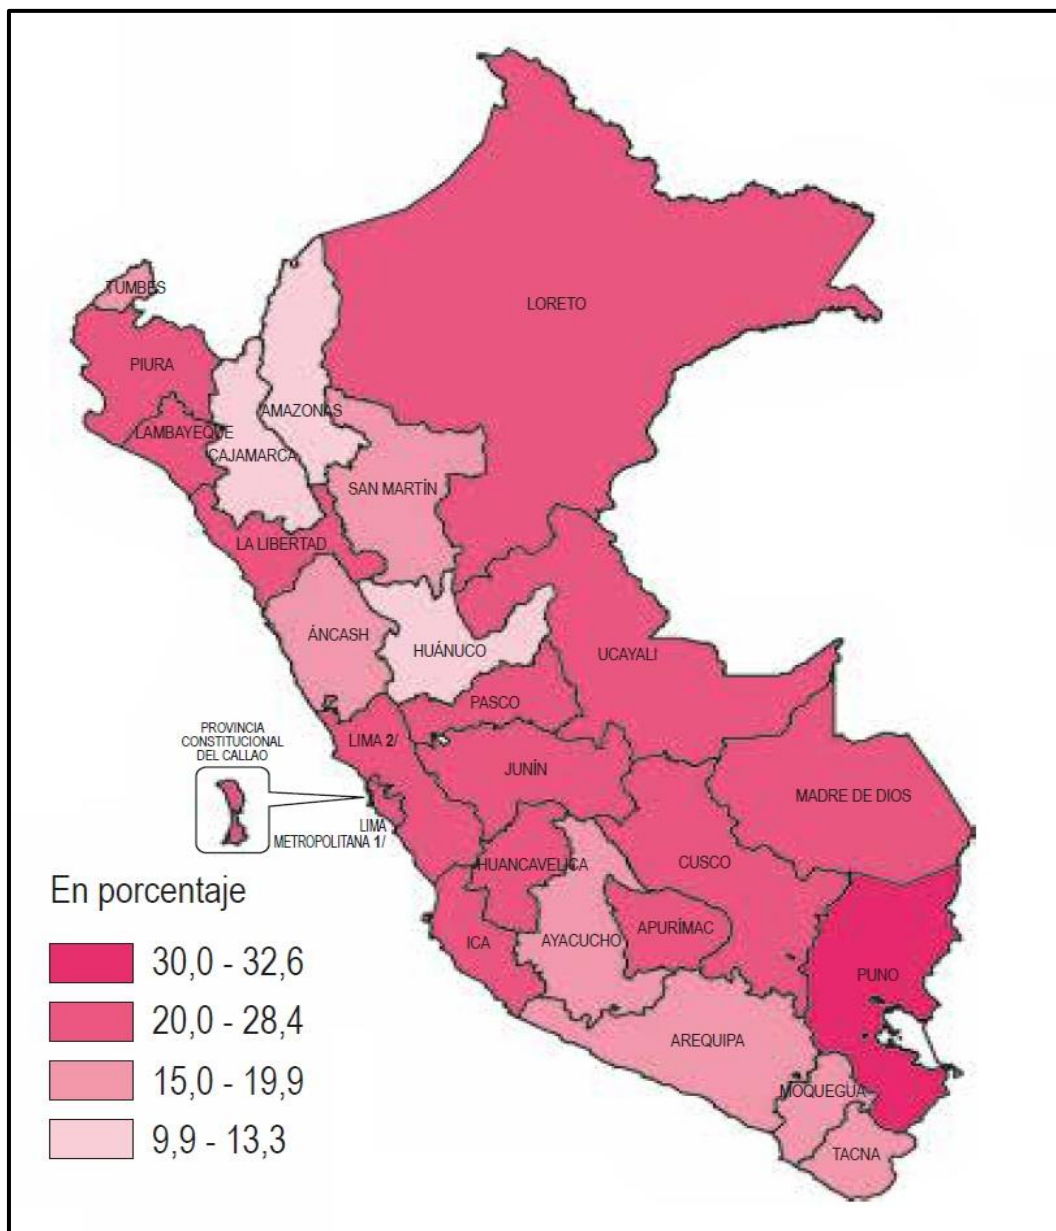 LORETO
TUMBES
PIURA
AMAZONAS
LAMBAYEQUE
CAJAMARCA
SAN MARTÍN
LA LIBERTAD
ÁNCASH
HUÁNUCO
UCAYALI
PASCO
PROVINCIA
CONSTITUCIONAL
DEL CALLAO
LIMA 2/
JUNÍN
MADRE DE DIOS
LIMA
METROPOLITANA 1/
HUANCAVELICA
CUSCO
APURÍMAC
AYACUCHO
ICA
PUNO
AREQUIPA
MOQUEGUA
TACNA
En porcentaje
30,0 - 32,6
20,0 - 28,4
15,0 - 19,9
9,9 - 13,3